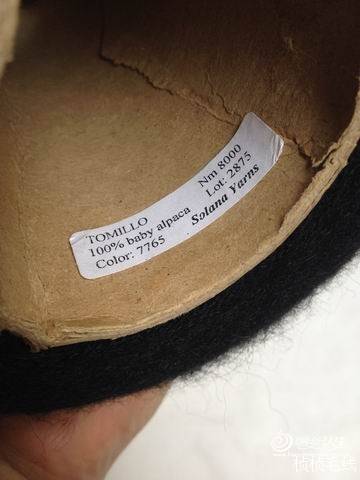 TOMILLO Nm 8000
100% baby alpaca Lot: 2875
Color: 7765 Solana Yarns